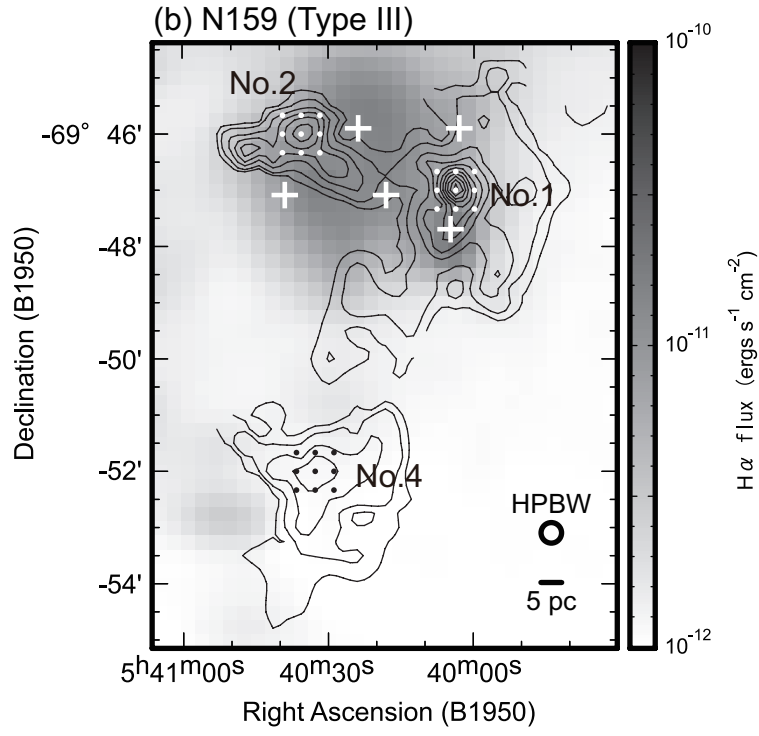 (b) N159 (Type III)
10⁻¹⁰
No.2
-69° 46'
No.1
-48'
Declination (B1950)
Hα flux (ergs s⁻¹ cm⁻²)
10⁻¹¹
-50'
-52'
No.4
HPBW
-54'
5 pc
10⁻¹²
5ʰ41ᵐ00ˢ 40ᵐ30ˢ 40ᵐ00ˢ
Right Ascension (B1950)